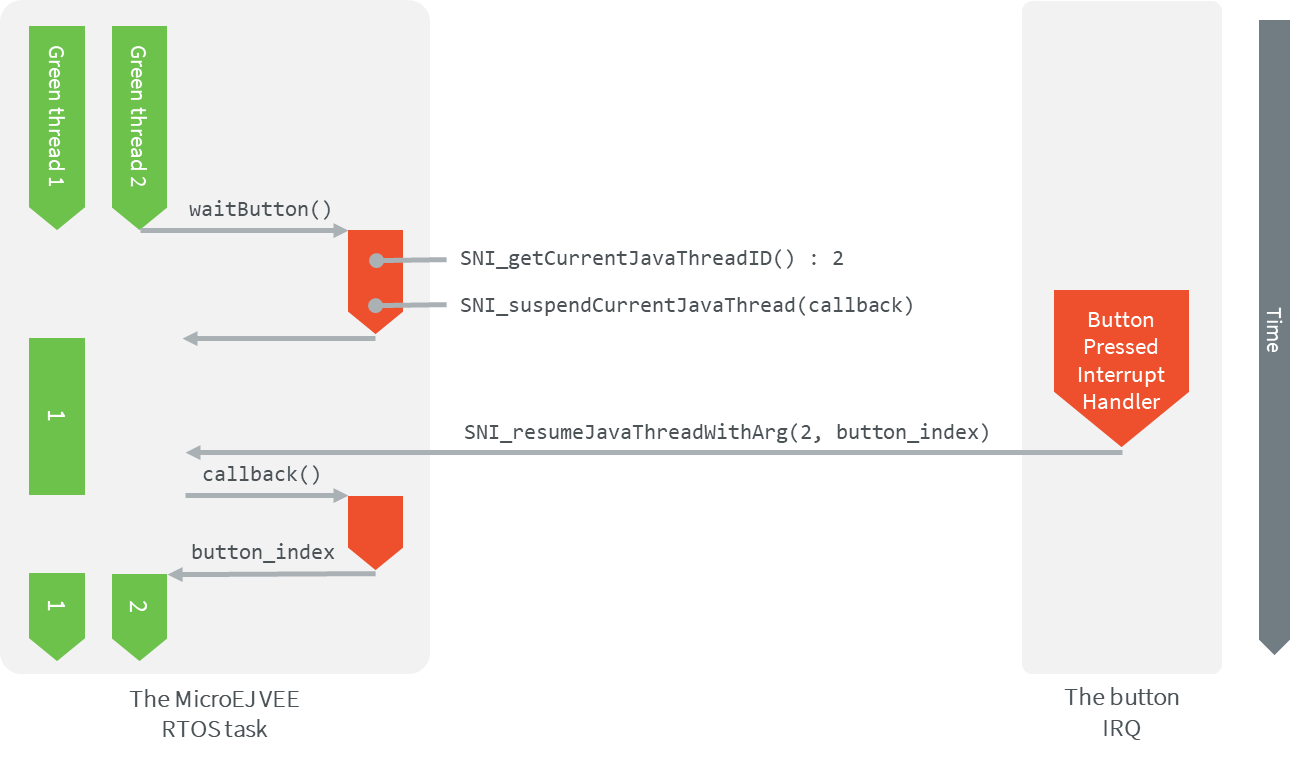 Green thread 1
Green thread 2
waitButton()
SNI_getCurrentJavaThreadID() : 2
SNI_suspendCurrentJavaThread(callback)
Button
Pressed
Interrupt
Handler
Time
1
SNI_resumeJavaThreadWithArg(2, button_index)
callback()
button_index
1
2
The MicroEJ VEE
RTOS task
The button
IRQ